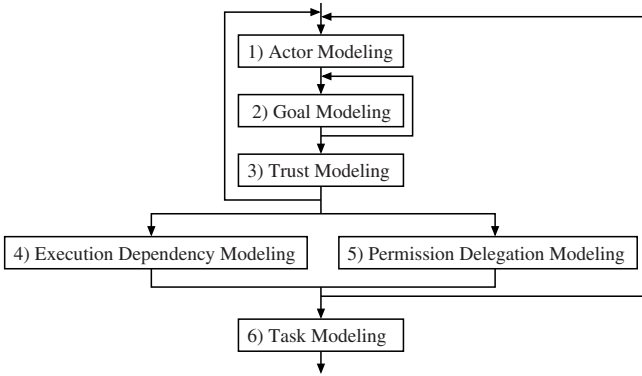 1) Actor Modeling
2) Goal Modeling
3) Trust Modeling
4) Execution Dependency Modeling
5) Permission Delegation Modeling
6) Task Modeling